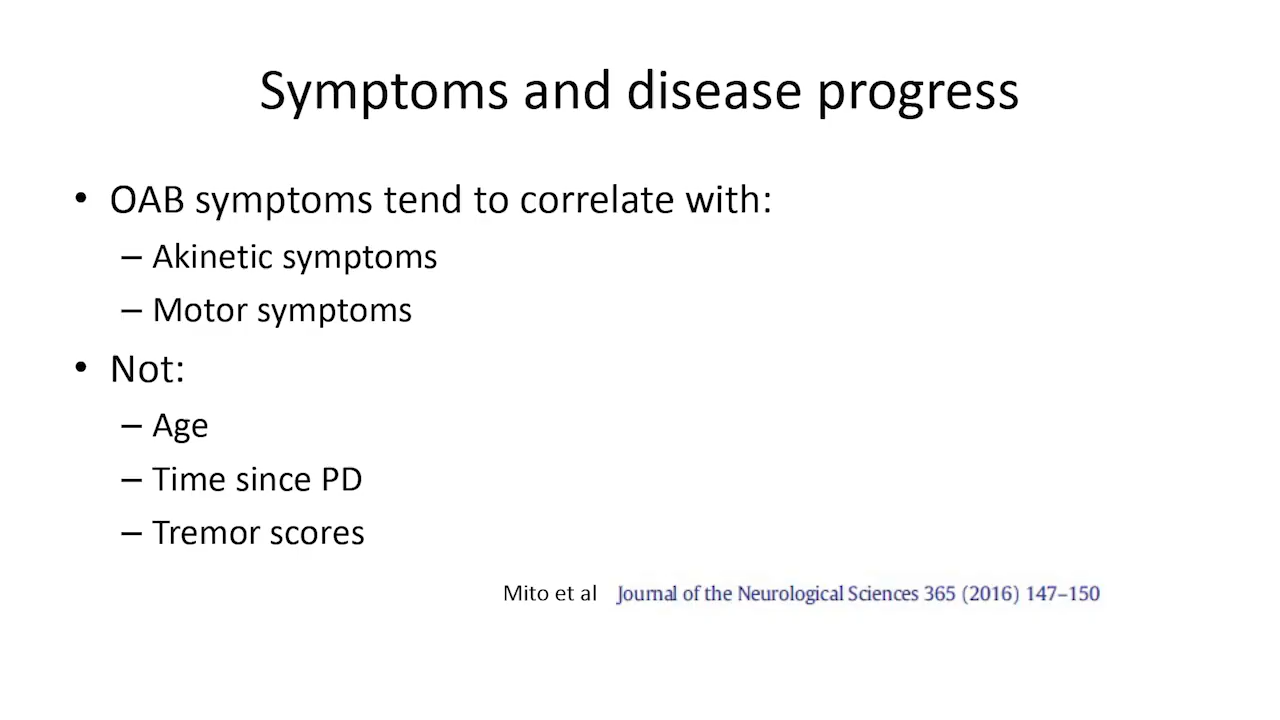 Symptoms and disease progress
• OAB symptoms tend to correlate with:
– Akinetic symptoms
– Motor symptoms
• Not:
– Age
– Time since PD
– Tremor scores
Mito et al Journal of the Neurological Sciences 365 (2016) 147–150